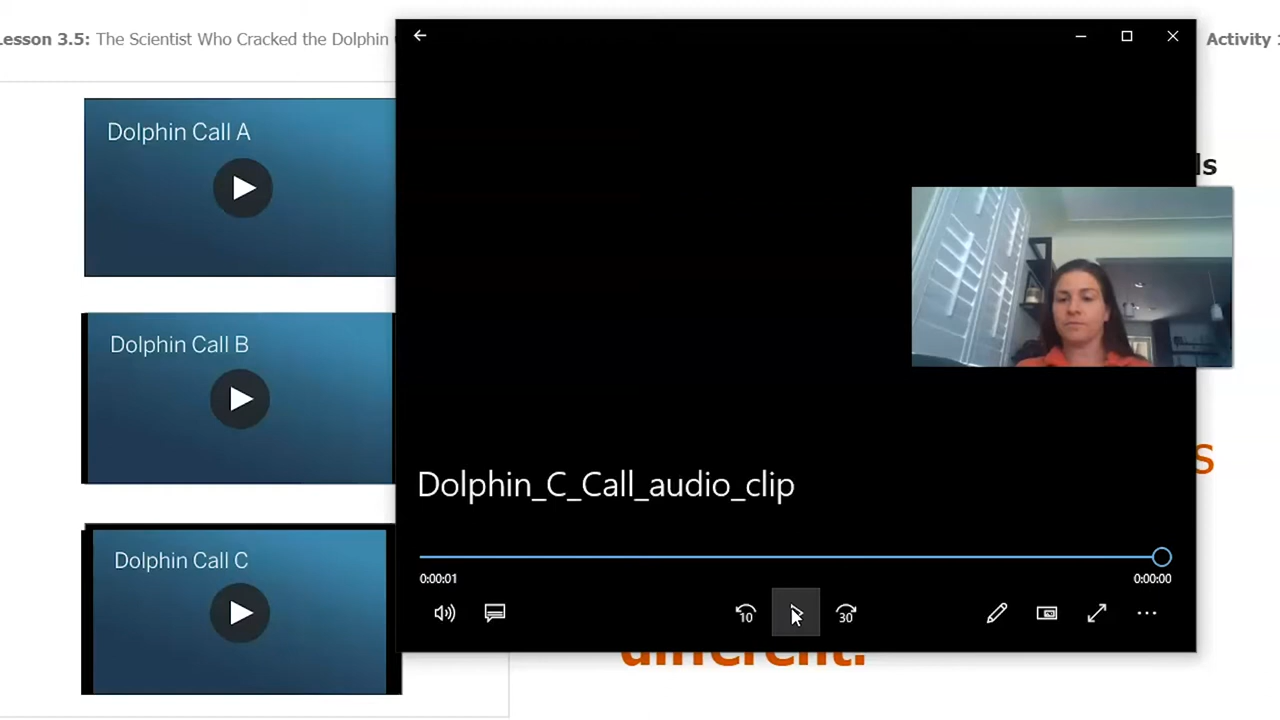 Lesson 3.5: The Scientist Who Cracked the Dolphin
Activity
Dolphin Call A
Dolphin Call B
Dolphin Call C
Dolphin_C_Call_audio_clip
0:00:01
0:00:00
10
30
different.